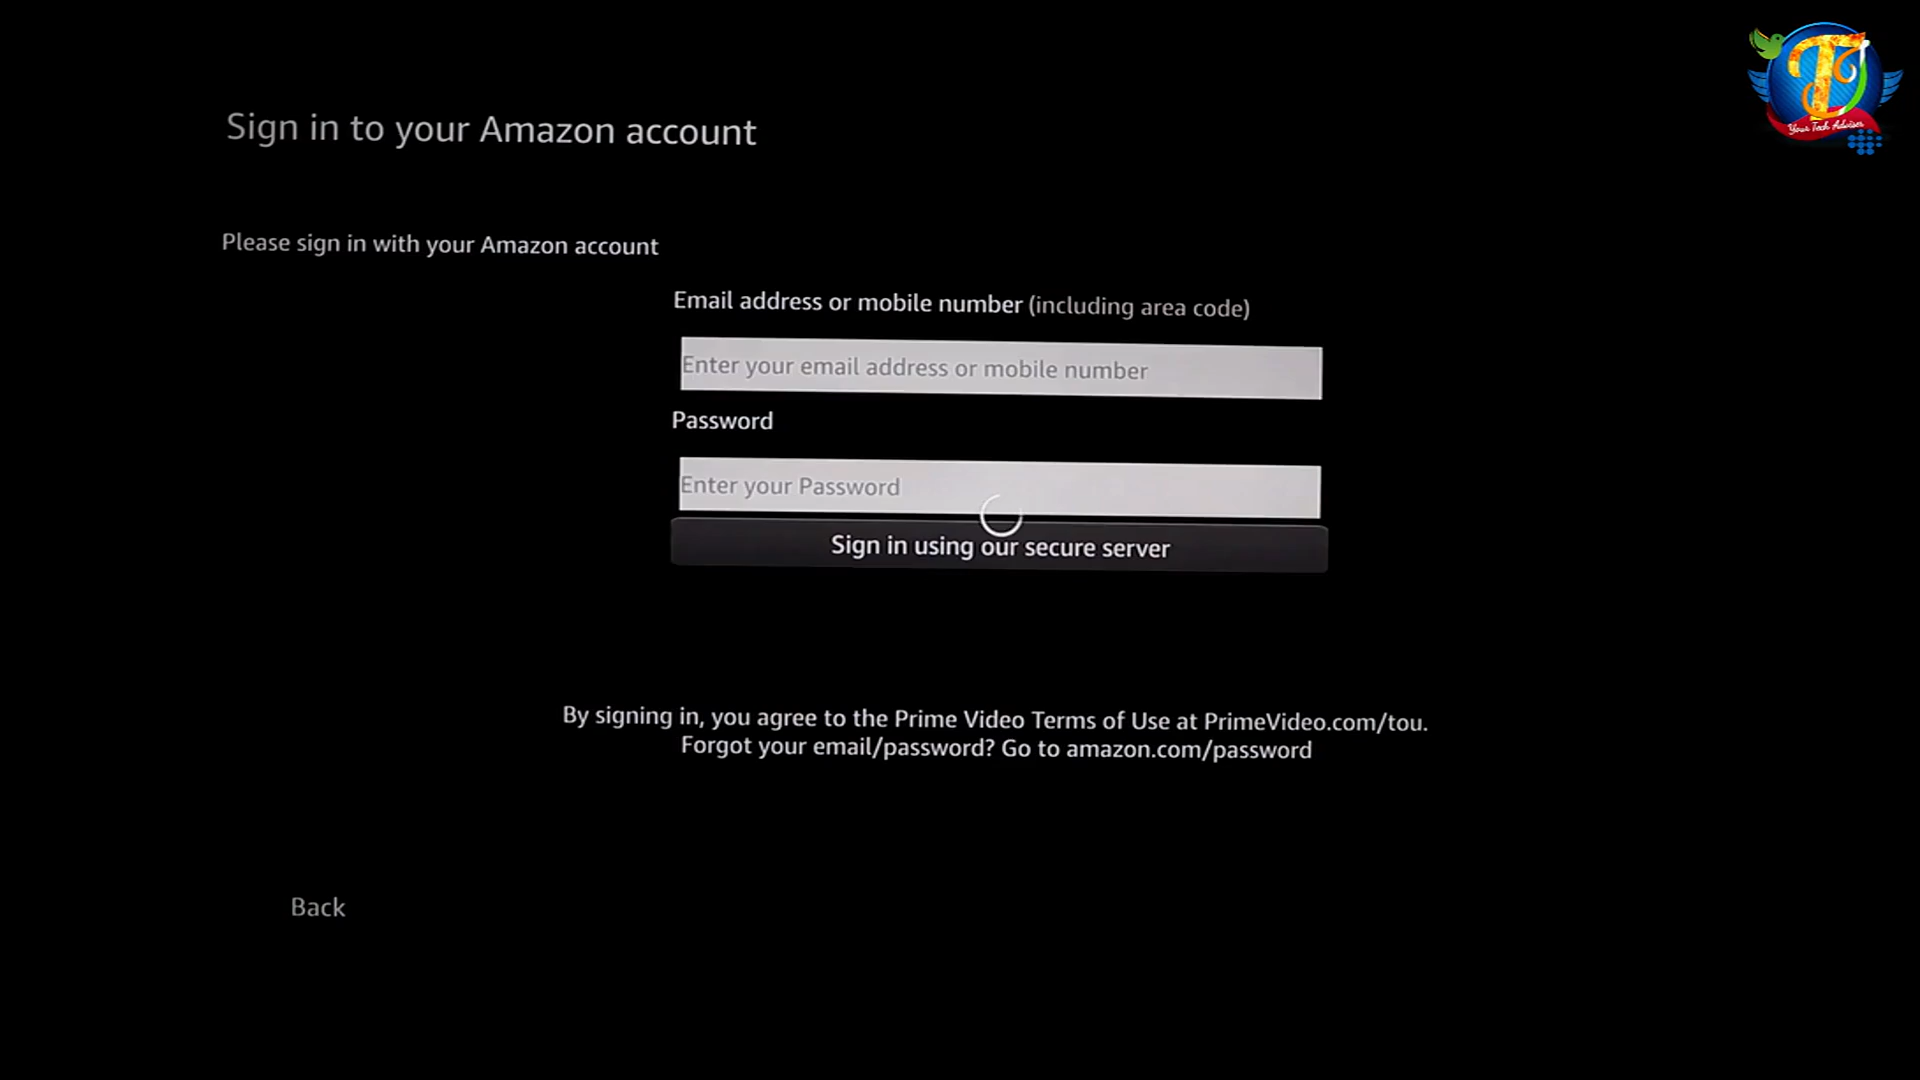 Sign in to your Amazon account
Please sign in with your Amazon account
Email address or mobile number (including area code)
Enter your email address or mobile number
Password
Enter your Password
Sign in using our secure server
By signing in, you agree to the Prime Video Terms of Use at PrimeVideo.com/tou.
Forgot your email/password? Go to amazon.com/password
Back
Your Tech Adviser